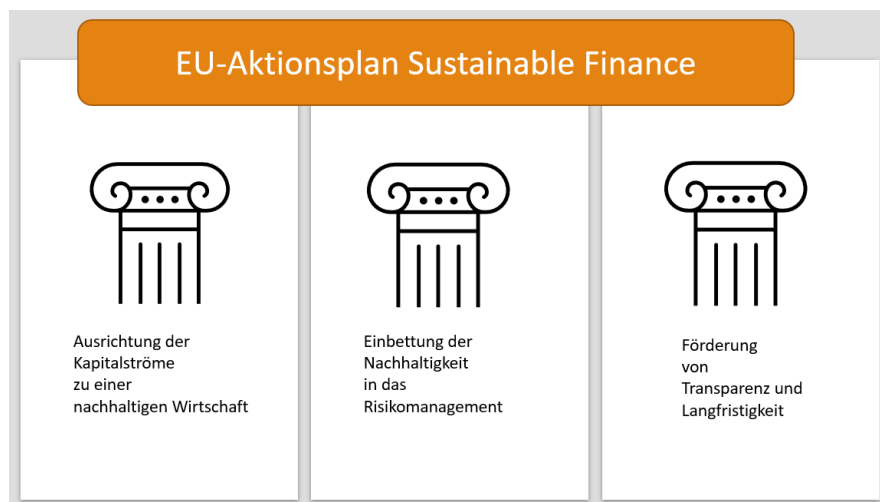 EU-Aktionsplan Sustainable Finance
Ausrichtung der
Kapitalströme
zu einer
nachhaltigen Wirtschaft
Einbettung der
Nachhaltigkeit
in das
Risikomanagement
Förderung
von
Transparenz und
Langfristigkeit